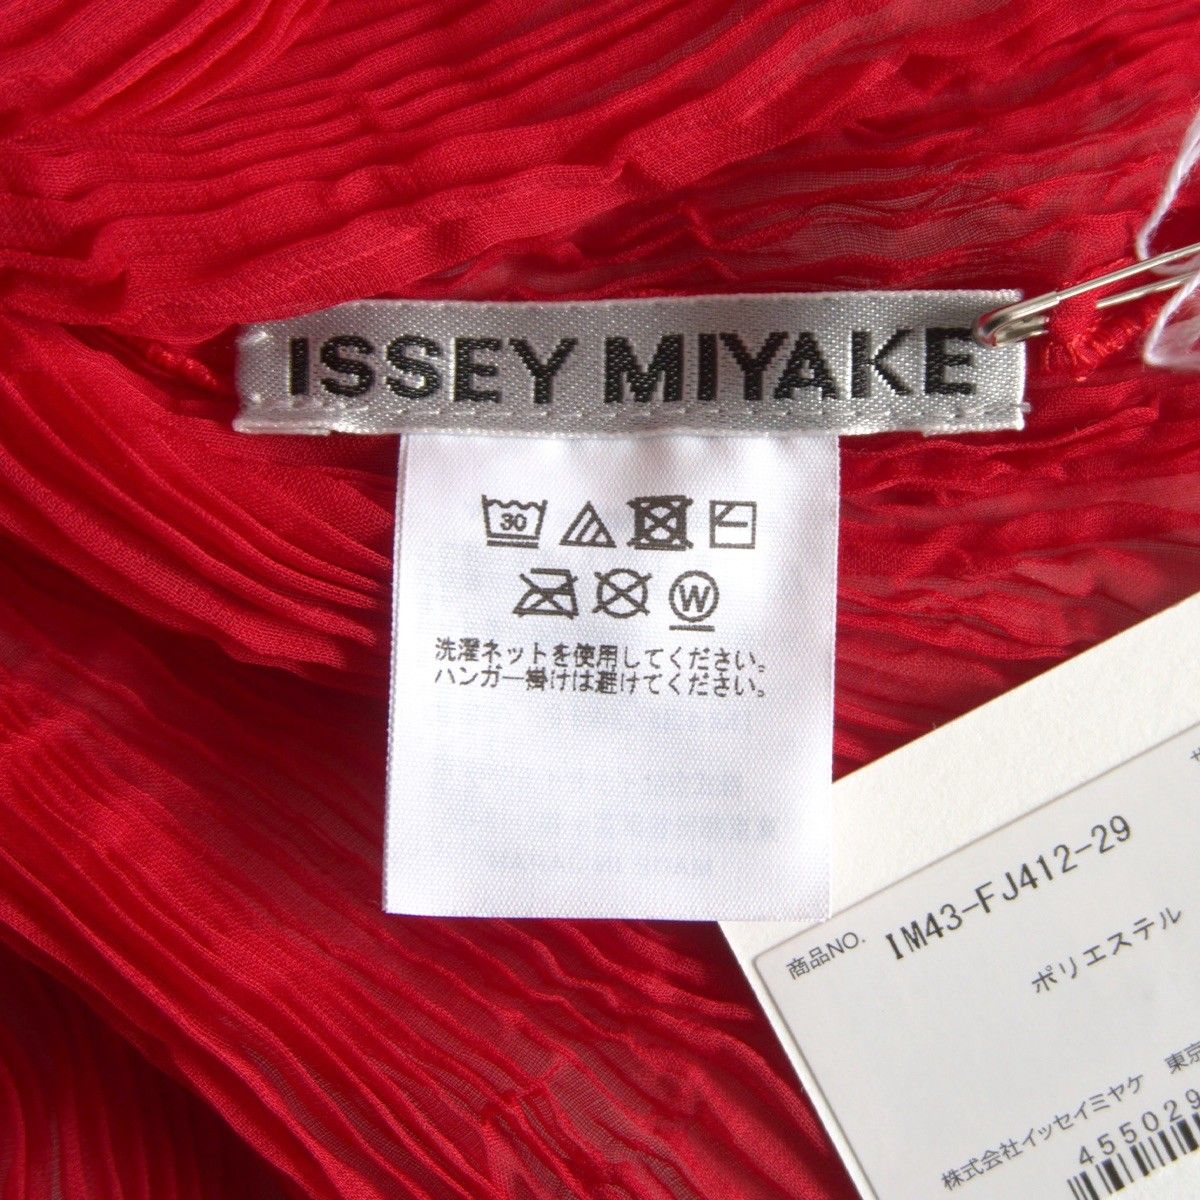 ISSEY MIYAKE
30
W
洗濯ネットを使用してください。
ハンガー掛けは避けてください。
商品NO. IM43-FJ412-29
ポリエステル
株式会社イッセイミヤケ 東京
455029